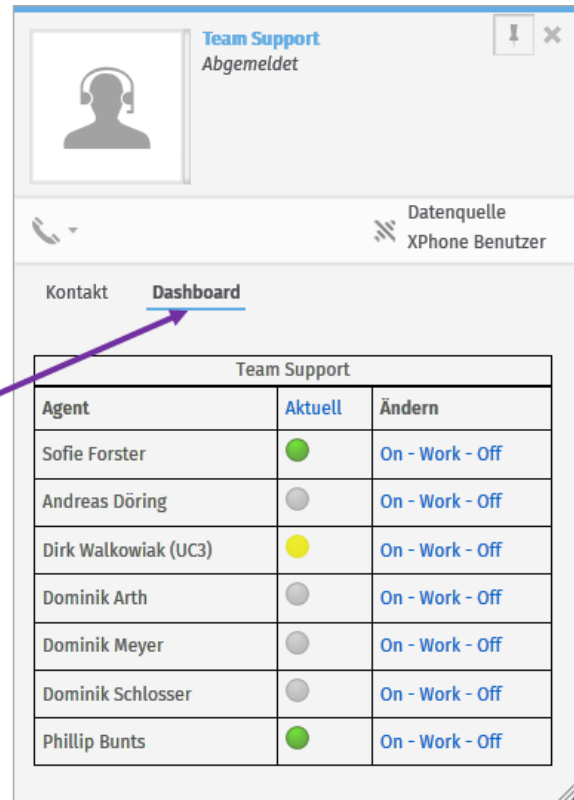 Team Support
Abgemeldet
Datenquelle
XPhone Benutzer
Kontakt Dashboard
Team Support
Agent Aktuell Ändern
Sofie Forster On - Work - Off
Andreas Döring On - Work - Off
Dirk Walkowiak (UC3) On - Work - Off
Dominik Arth On - Work - Off
Dominik Meyer On - Work - Off
Dominik Schlosser On - Work - Off
Phillip Bunts On - Work - Off